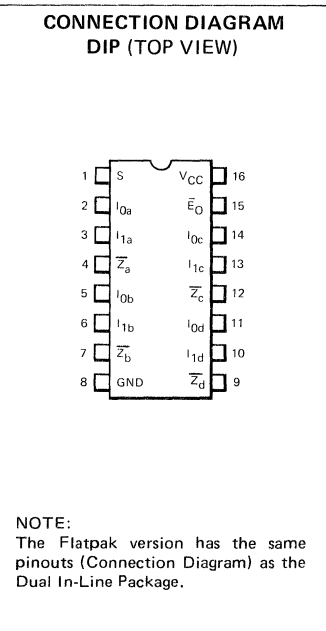 CONNECTION DIAGRAM
DIP (TOP VIEW)
1 S VCC 16
2 I0a E̅O 15
3 I1a I0c 14
4 Z̅a I1c 13
5 I0b Z̅c 12
6 I1b I0d 11
7 Z̅b I1d 10
8 GND Z̅d 9
NOTE:
The Flatpak version has the same
pinouts (Connection Diagram) as the
Dual In-Line Package.